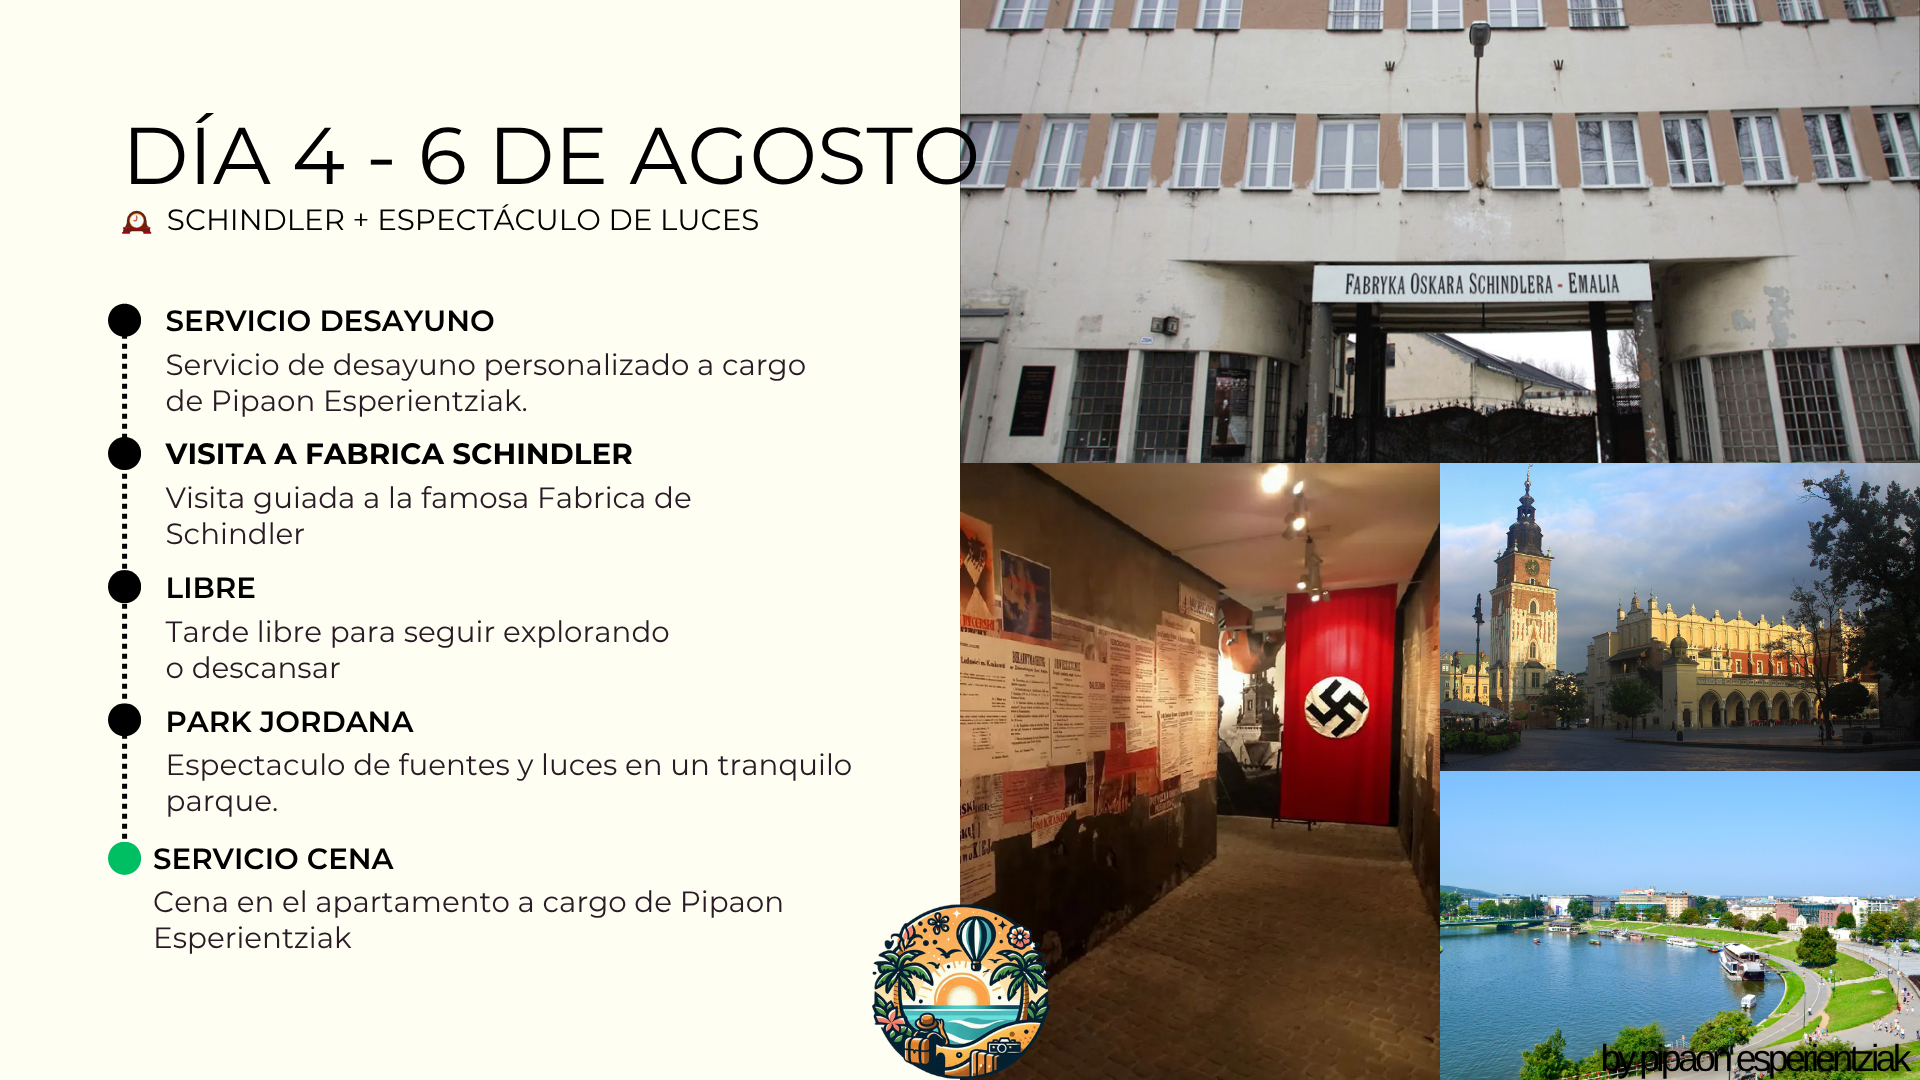 DÍA 4 - 6 DE AGOSTO
SCHINDLER + ESPECTÁCULO DE LUCES
SERVICIO DESAYUNO
Servicio de desayuno personalizado a cargo
de Pipaon Esperientziak.
VISITA A FABRICA SCHINDLER
Visita guiada a la famosa Fabrica de
Schindler
LIBRE
Tarde libre para seguir explorando
o descansar
PARK JORDANA
Espectaculo de fuentes y luces en un tranquilo
parque.
SERVICIO CENA
Cena en el apartamento a cargo de Pipaon
Esperientziak
FABRYKA OSKARA SCHINDLERA - EMALIA
by pipaon esperientziak